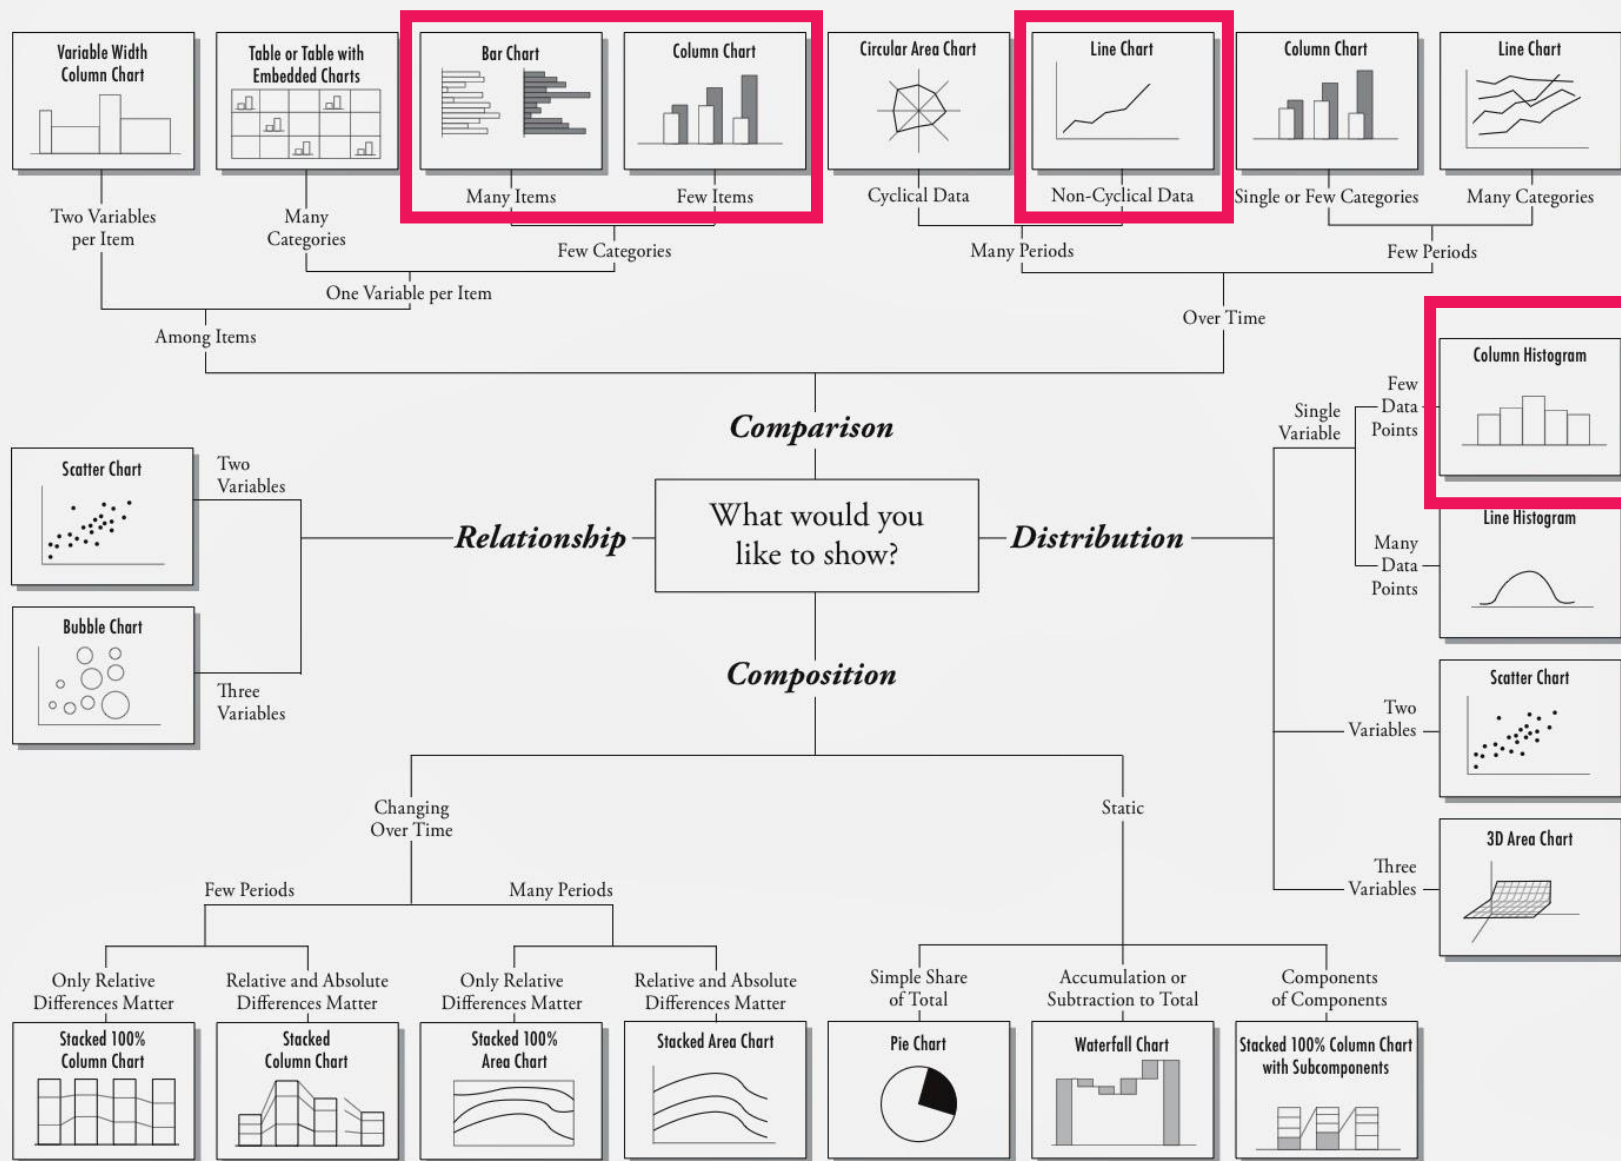 Variable Width
Column Chart
Table or Table with
Embedded Charts
Bar Chart
Column Chart
Circular Area Chart
Line Chart
Column Chart
Line Chart
Two Variables
per Item
Many
Categories
Many Items
Few Items
Cyclical Data
Non-Cyclical Data
Single or Few Categories
Many Categories
Few Categories
Many Periods
Few Periods
One Variable per Item
Among Items
Over Time
Comparison
What would you
like to show?
Relationship
Two
Variables
Scatter Chart
Three
Variables
Bubble Chart
Distribution
Single
Variable
Few
Data
Points
Column Histogram
Many
Data
Points
Line Histogram
Two
Variables
Scatter Chart
Three
Variables
3D Area Chart
Composition
Changing
Over Time
Static
Few Periods
Many Periods
Only Relative
Differences Matter
Relative and Absolute
Differences Matter
Only Relative
Differences Matter
Relative and Absolute
Differences Matter
Simple Share
of Total
Accumulation or
Subtraction to Total
Components
of Components
Stacked 100%
Column Chart
Stacked
Column Chart
Stacked 100%
Area Chart
Stacked Area Chart
Pie Chart
Waterfall Chart
Stacked 100% Column Chart
with Subcomponents